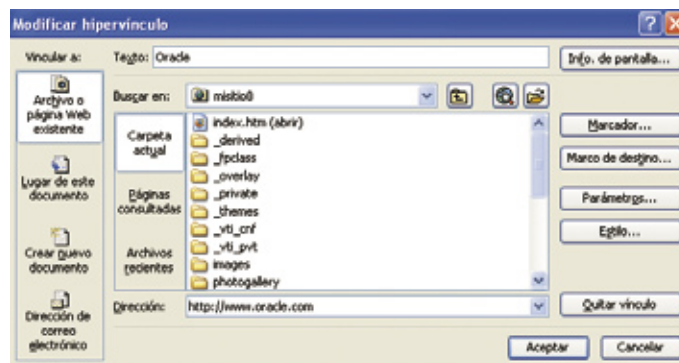 Modificar hipervínculo
Vincular a:
Texto: Oracle
Info. de pantalla...
Archivo o
página Web
existente
Buscar en:
misitio8
Carpeta
actual
index.htm (abrir)
_derived
_fpclass
_overlay
_private
_themes
_vti_cnf
_vti_pvt
images
photogallery
Marcador...
Marco de destino...
Lugar de este
documento
Páginas
consultadas
Parámetros...
Estilo...
Crear nuevo
documento
Archivos
recientes
Dirección:
http://www.oracle.com
Quitar vínculo
Dirección de
correo
electrónico
Aceptar
Cancelar